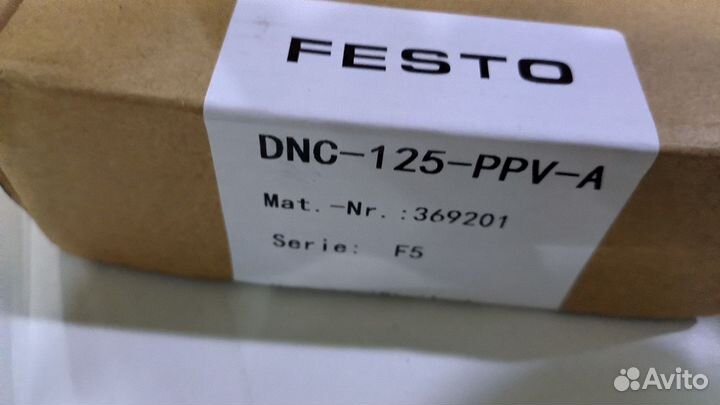 FESTO
DNC-125-PPV-A
Mat.-Nr.:369201
Serie: F5
Avito